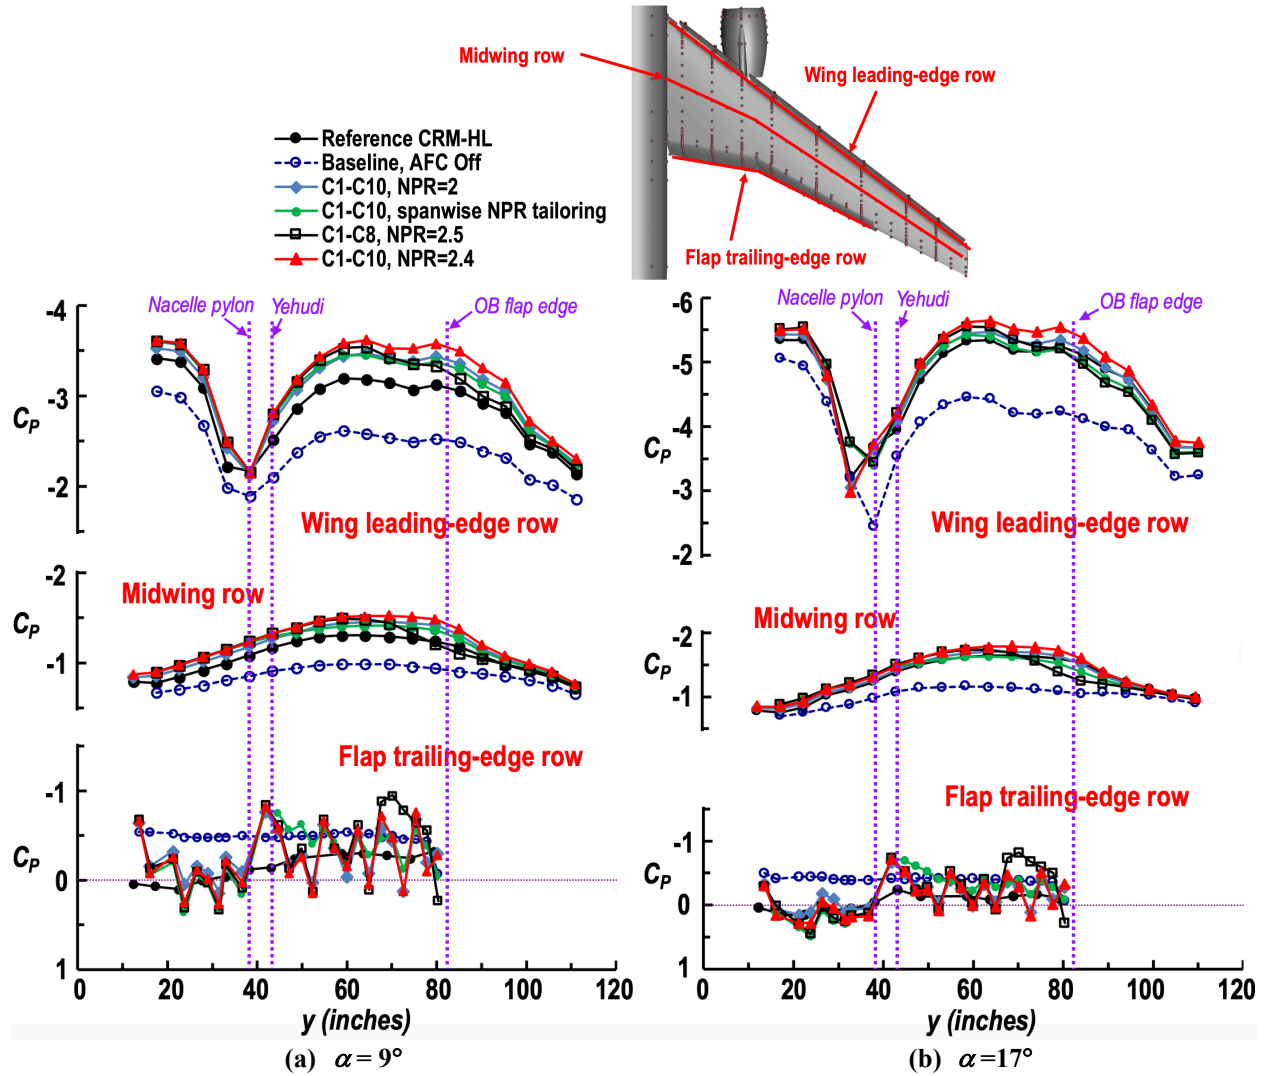 Midwing row
Wing leading-edge row
Flap trailing-edge row
Reference CRM-HL
Baseline, AFC Off
C1-C10, NPR=2
C1-C10, spanwise NPR tailoring
C1-C8, NPR=2.5
C1-C10, NPR=2.4
Nacelle pylon
Yehudi
OB flap edge
-4
-3
-2
CP
Wing leading-edge row
-2
-1
CP
Midwing row
Flap trailing-edge row
-1
0
1
CP
0 20 40 60 80 100 120
y (inches)
(a) α = 9°
Nacelle pylon
Yehudi
OB flap edge
-6
-5
-4
-3
-2
CP
Wing leading-edge row
Midwing row
-2
-1
CP
Flap trailing-edge row
-1
0
1
CP
0 20 40 60 80 100 120
y (inches)
(b) α =17°